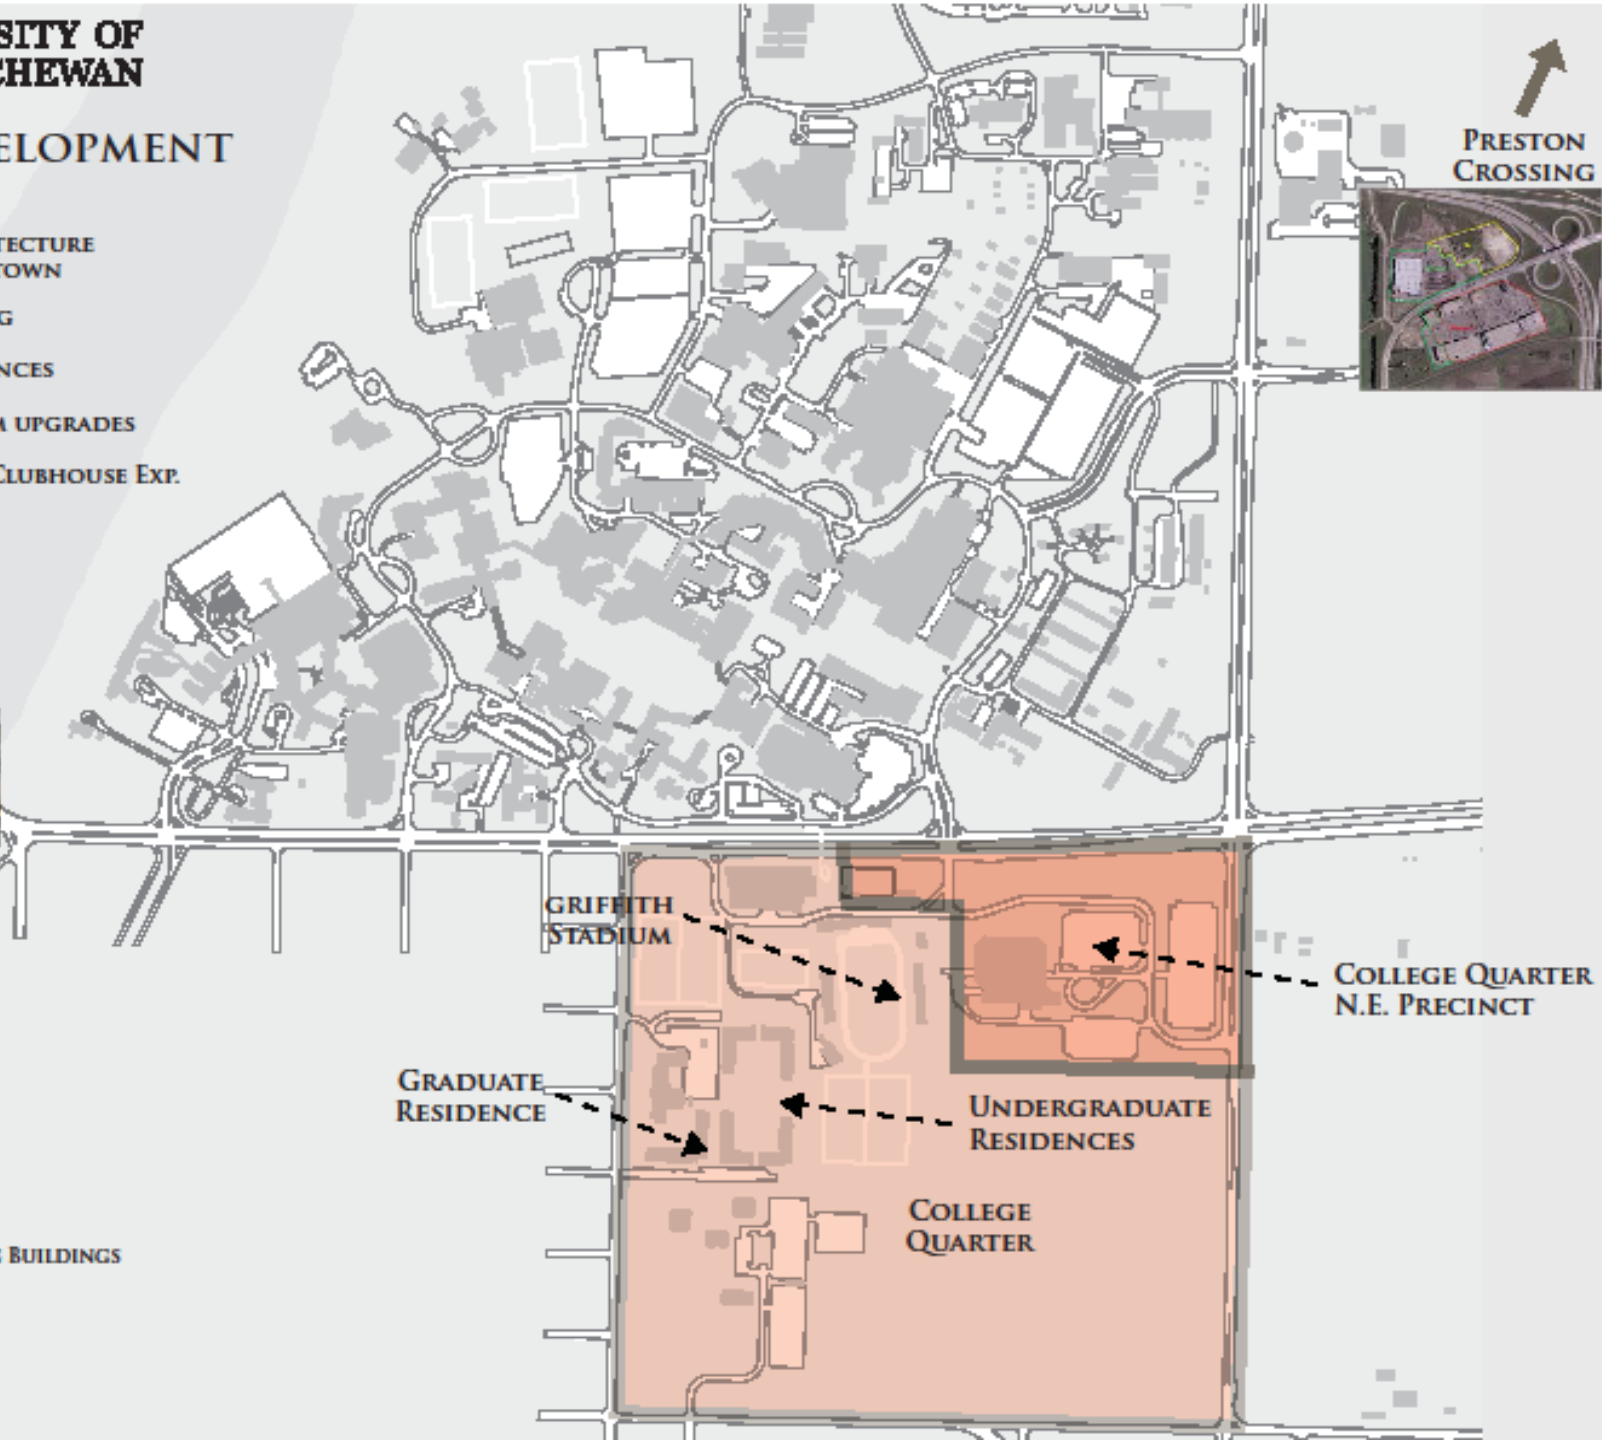 SITY OF
CHEWAN
ELOPMENT
TECTURE
TOWN
G
NCES
M UPGRADES
CLUBHOUSE EXP.
PRESTON
CROSSING
GRIFFITH
STADIUM
COLLEGE QUARTER
N.E. PRECINCT
GRADUATE
RESIDENCE
UNDERGRADUATE
RESIDENCES
COLLEGE
QUARTER
BUILDINGS